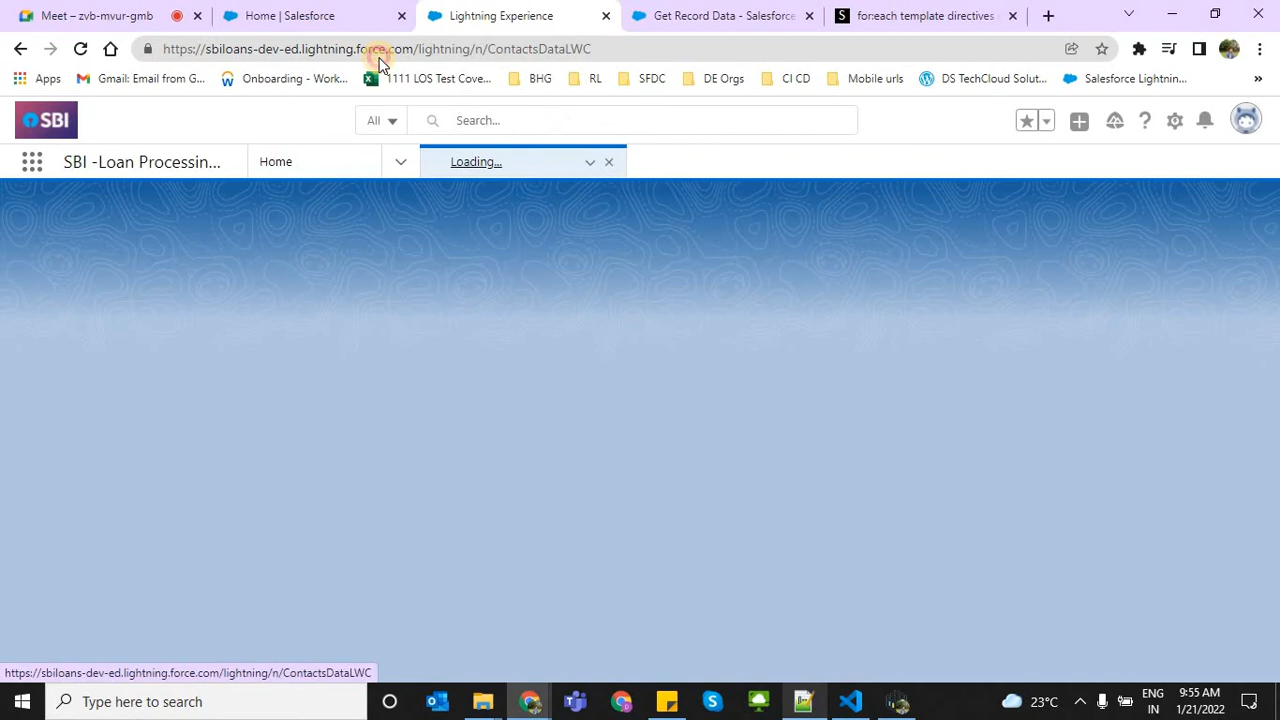 Meet – zvb-mvur-gmb
Home | Salesforce
Lightning Experience
Get Record Data - Salesforce
for:each template directives
https://sbiloans-dev-ed.lightning.force.com/lightning/n/ContactsDataLWC
Apps
Gmail: Email from G...
Onboarding - Work...
1111 LOS Test Cove...
BHG
RL
SFDC
DE Orgs
CI CD
Mobile urls
DS TechCloud Solut...
Salesforce Lightnin...
SBI
All
Search...
SBI -Loan Processin...
Home
Loading...
https://sbiloans-dev-ed.lightning.force.com/lightning/n/ContactsDataLWC
Type here to search
23°C
ENG
IN
9:55 AM
1/21/2022